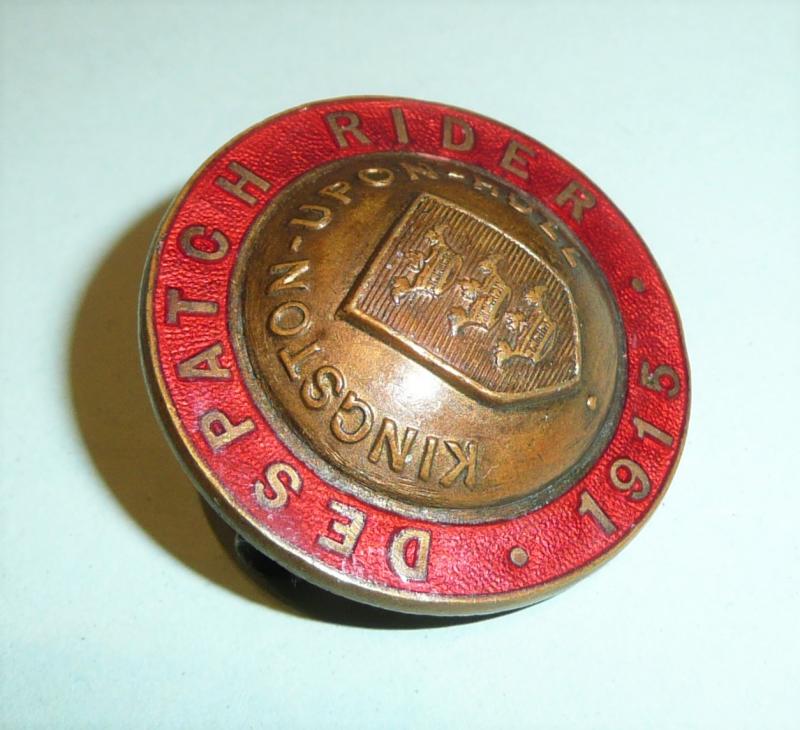 DESPATCH RIDER · 1915 ·
KINGSTON-UPON-HULL ·